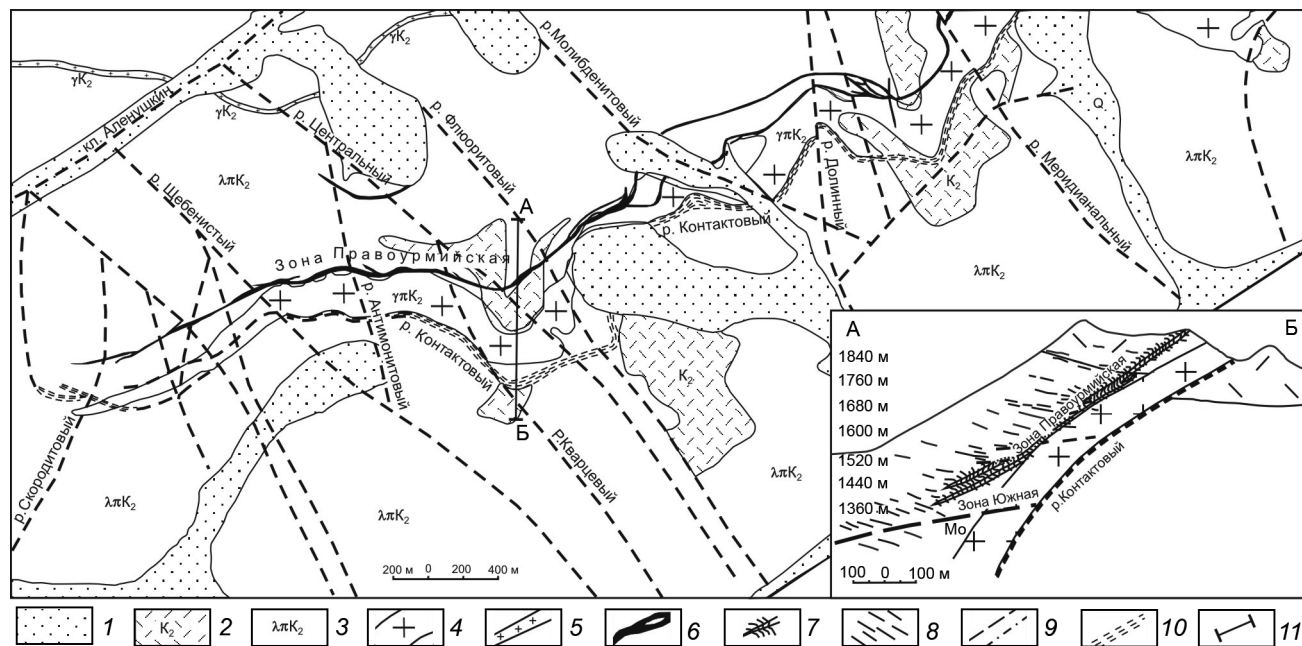 γK₂
γK₂
γK₂
кл. Аленушкин
р. Центральный
р. Флюоритовый
р.Молибденитовый
λπK₂
р. Щебенистый
Зона Правоурмийская
А
γπK₂
р. Контактовый
р. Антимонитовый
р. Контактовый
Б
р. Скородитовый
λπK₂
λπK₂
Р.Кварцевый
K₂
λπK₂
γπK₂
р. Долинный
K₂
р. Меридианальный
Q
λπK₂
λπK₂
200 м 0 200 400 м
А Б
1840 м
1760 м
1680 м
1600 м
1520 м
1440 м
1360 м
Зона Правоурмийская
Зона Южная
Мо
р.Контактовый
100 0 100 м
1
K₂ 2
λπK₂ 3
4
5
6
7
8
9
10
11